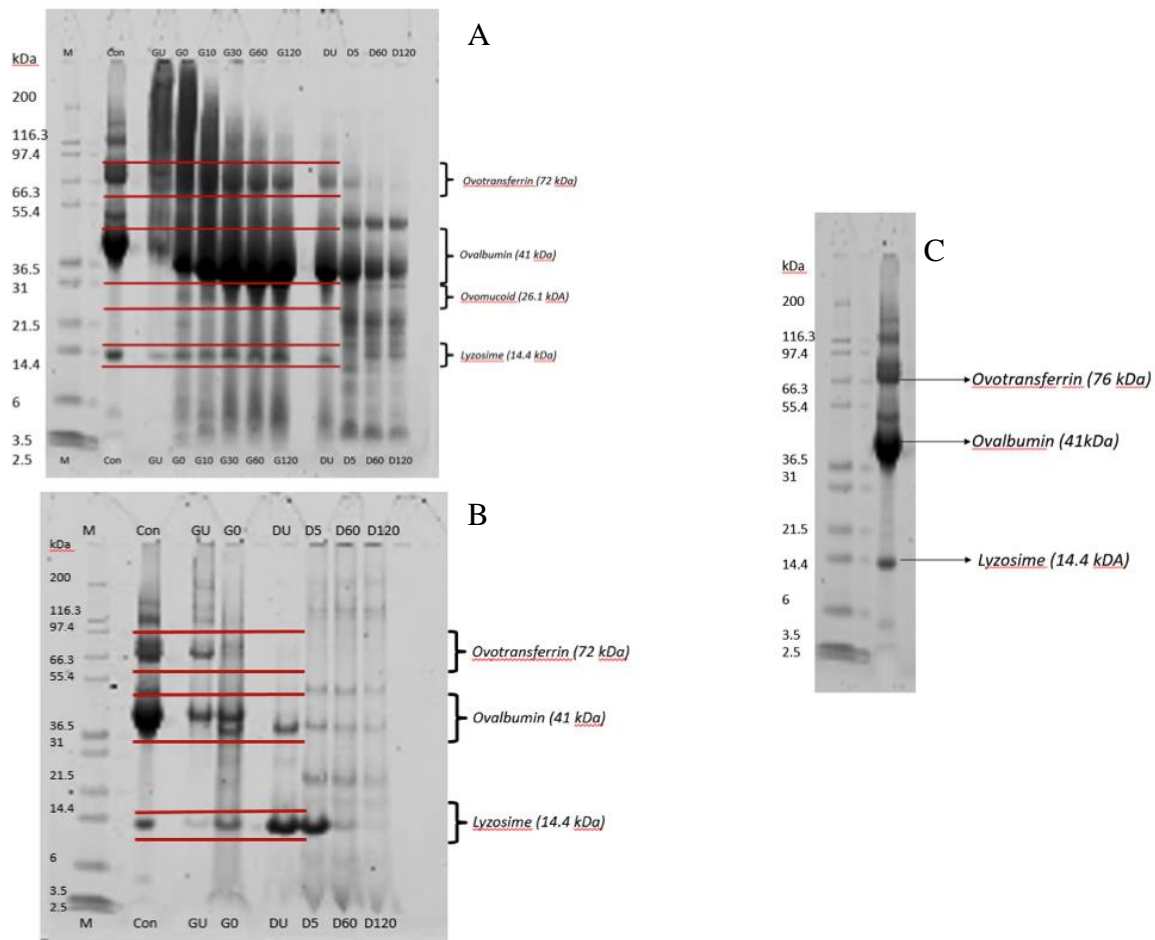 A
M Con GU G0 G10 G30 G60 G120 DU D5 D60 D120
kDa
200
116.3
97.4
66.3
55.4
36.5
31
21.5
14.4
6
3.5
2.5
Ovotransferrin (72 kDa)
Ovalbumin (41 kDa)
Ovomucoid (26.1 kDA)
Lyzosime (14.4 kDa)
M Con GU G0 G10 G30 G60 G120 DU D5 D60 D120
B
M Con GU G0 DU D5 D60 D120
kDa
200
116.3
97.4
66.3
55.4
36.5
31
21.5
14.4
6
3.5
2.5
Ovotransferrin (72 kDa)
Ovalbumin (41 kDa)
Lyzosime (14.4 kDa)
M Con GU G0 DU D5 D60 D120
C
kDa
200
116.3
97.4
66.3
55.4
36.5
31
21.5
14.4
6
3.5
2.5
Ovotransferrin (76 kDa)
Ovalbumin (41kDa)
Lyzosime (14.4 kDA)